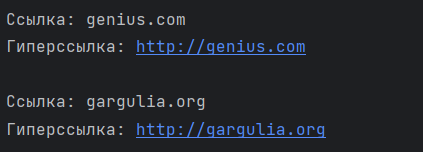 Ссылка: genius.com
Гиперссылка: http://genius.com
Ссылка: gargulia.org
Гиперссылка: http://gargulia.org